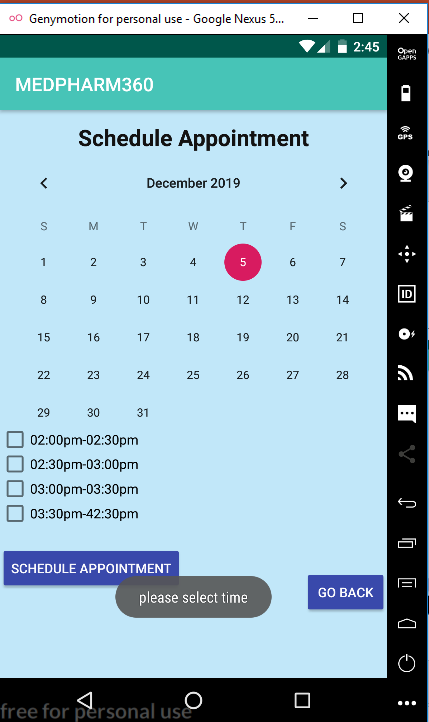 Genymotion for personal use - Google Nexus 5...
2:45
Open
GAPPS
MEDPHARM360
GPS
Schedule Appointment
December 2019
S M T W T F S
1 2 3 4 5 6 7
8 9 10 11 12 13 14
15 16 17 18 19 20 21
22 23 24 25 26 27 28
29 30 31
ID
02:00pm-02:30pm
02:30pm-03:00pm
03:00pm-03:30pm
03:30pm-42:30pm
SCHEDULE APPOINTMENT
please select time
GO BACK
free for personal use